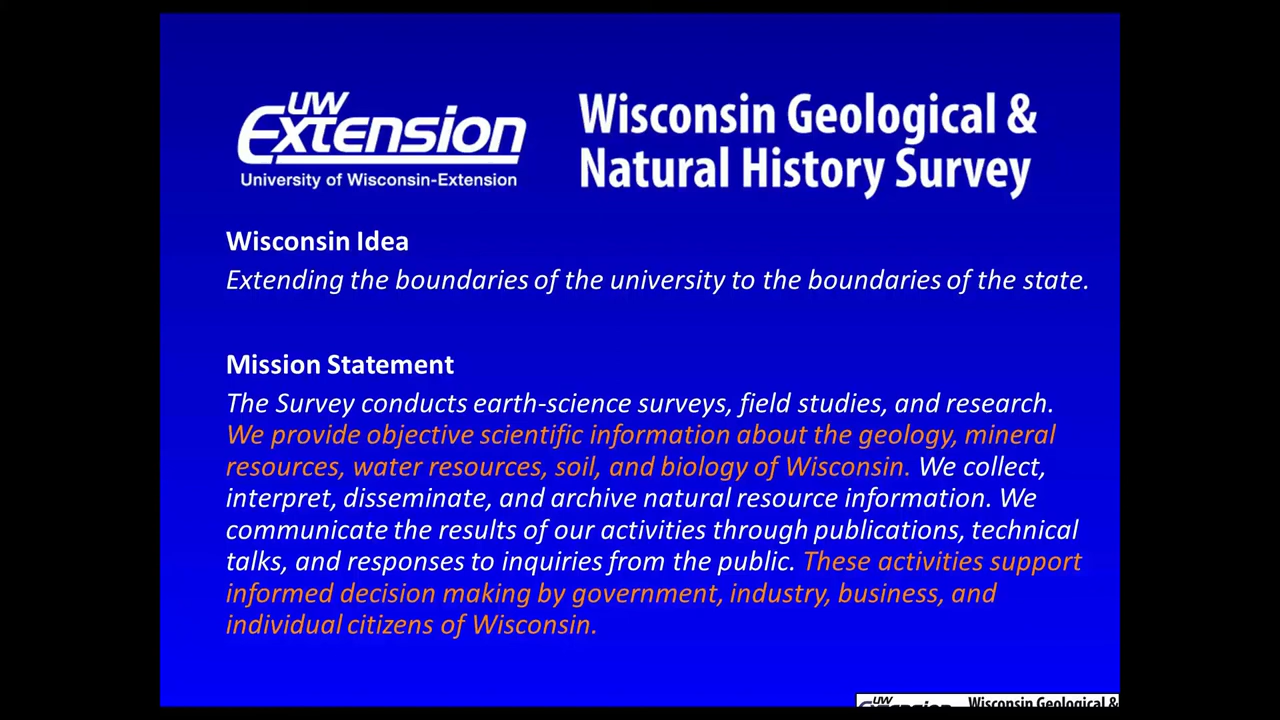 UW
Extension
University of Wisconsin-Extension
Wisconsin Geological &
Natural History Survey
Wisconsin Idea
Extending the boundaries of the university to the boundaries of the state.
Mission Statement
The Survey conducts earth-science surveys, field studies, and research.
We provide objective scientific information about the geology, mineral
resources, water resources, soil, and biology of Wisconsin. We collect,
interpret, disseminate, and archive natural resource information. We
communicate the results of our activities through publications, technical
talks, and responses to inquiries from the public. These activities support
informed decision making by government, industry, business, and
individual citizens of Wisconsin.
UW
Extension
Wisconsin Geological &